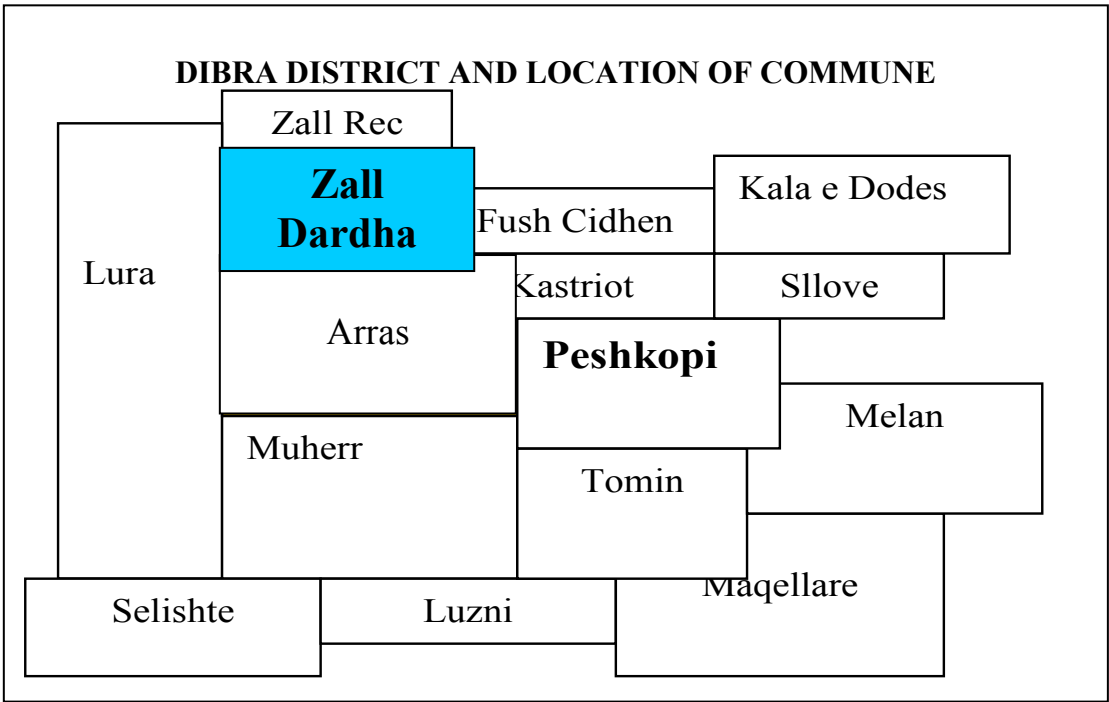 DIBRA DISTRICT AND LOCATION OF COMMUNE
Zall Rec
Zall
Dardha
Kala e Dodes
Fush Cidhen
Lura
Kastriot
Sllove
Arras
Peshkopi
Melan
Muherr
Tomin
Maqellare
Selishte
Luzni